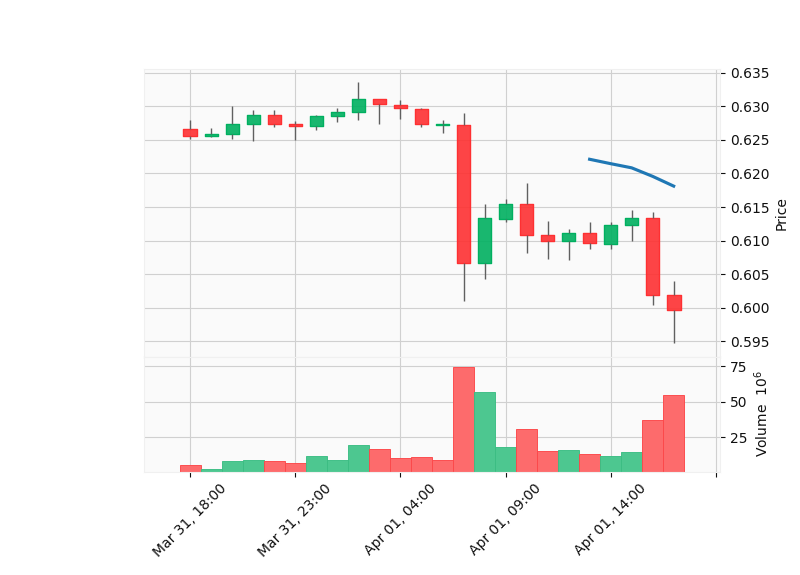 0.635
0.630
0.625
0.620
0.615
0.610
0.605
0.600
0.595
Price
75
50
25
Volume 10⁶
Mar 31, 18:00
Mar 31, 23:00
Apr 01, 04:00
Apr 01, 09:00
Apr 01, 14:00